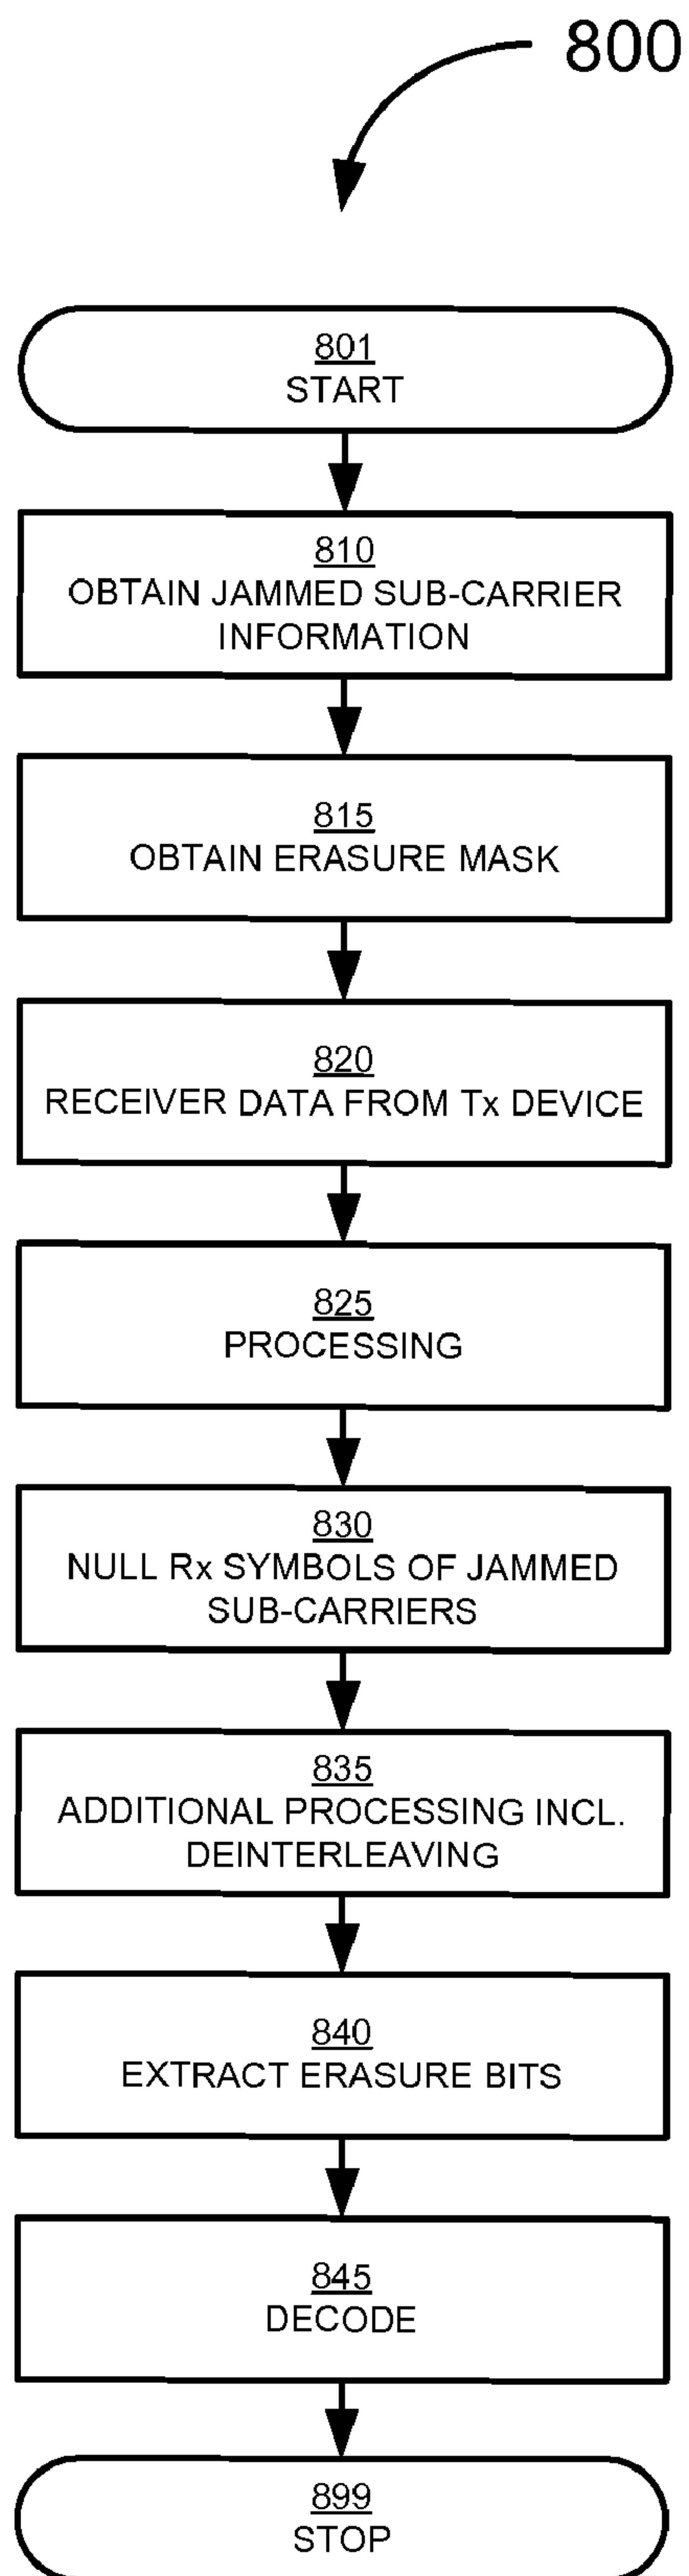 800
801
START
810
OBTAIN JAMMED SUB-CARRIER
INFORMATION
815
OBTAIN ERASURE MASK
820
RECEIVER DATA FROM Tx DEVICE
825
PROCESSING
830
NULL Rx SYMBOLS OF JAMMED
SUB-CARRIERS
835
ADDITIONAL PROCESSING INCL.
DEINTERLEAVING
840
EXTRACT ERASURE BITS
845
DECODE
899
STOP